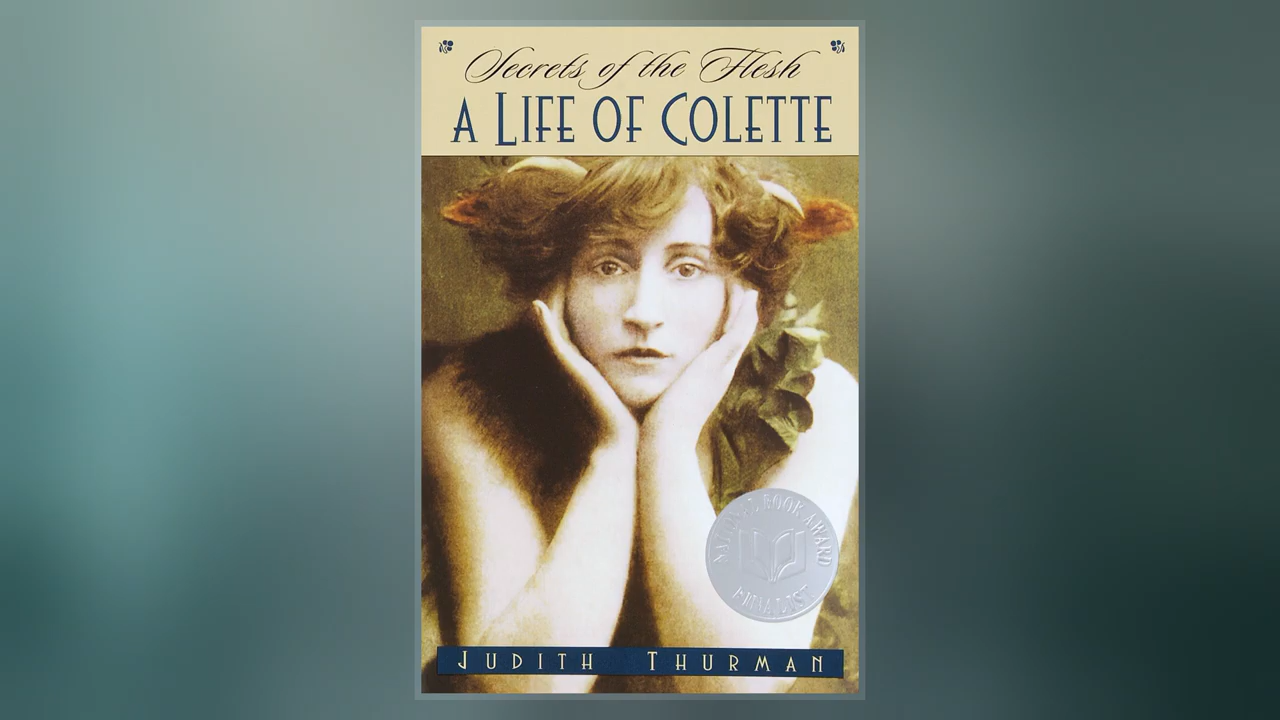 Secrets of the Flesh
A LIFE OF COLETTE
NATIONAL BOOK AWARD
FINALIST
JUDITH THURMAN